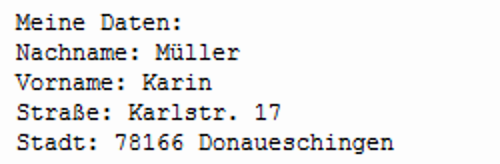 Meine Daten:
Nachname: Müller
Vorname: Karin
Straße: Karlstr. 17
Stadt: 78166 Donaueschingen